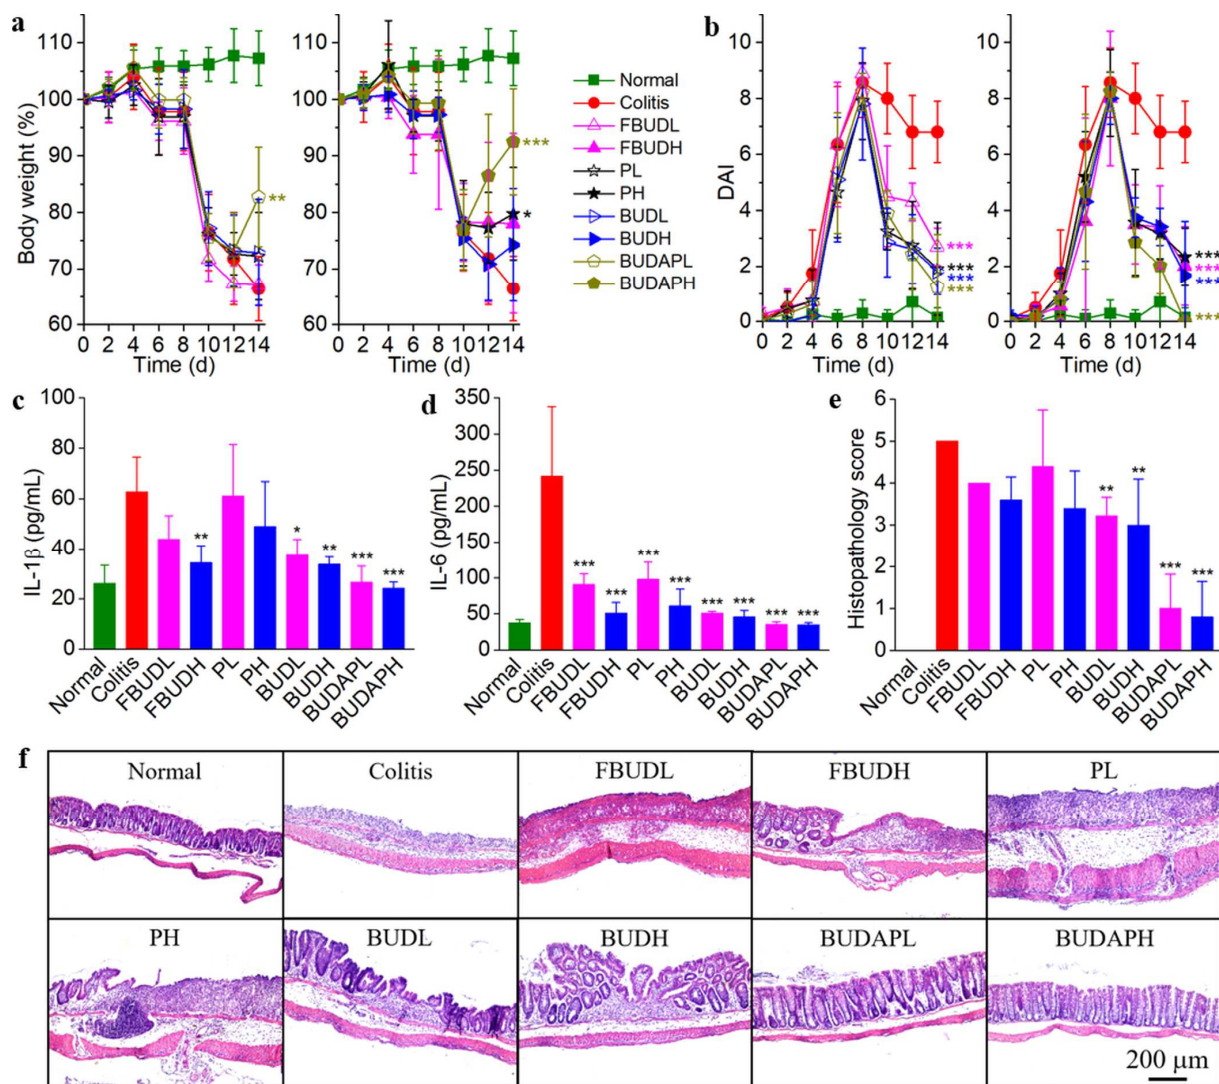 a
110
100
90
80
70
60
Body weight (%)
0 2 4 6 8 10 12 14
Time (d)
**
110
100
90
80
70
60
0 2 4 6 8 10 12 14
Time (d)
***
*
Normal
Colitis
FBUDL
FBUDH
PL
PH
BUDL
BUDH
BUDAPL
BUDAPH
b
10
8
6
4
2
0
DAI
0 2 4 6 8 10 12 14
Time (d)
***
***
***
***
10
8
6
4
2
0
0 2 4 6 8 10 12 14
Time (d)
***
***
***
***
c
100
80
60
40
20
0
IL-1β (pg/mL)
** * ** *** ***
Normal Colitis FBUDL FBUDH PL PH BUDL BUDH BUDAPL BUDAPH
d
350
300
250
200
150
100
50
0
IL-6 (pg/mL)
*** *** *** *** *** *** *** ***
Normal Colitis FBUDL FBUDH PL PH BUDL BUDH BUDAPL BUDAPH
e
6
5
4
3
2
1
0
Histopathology score
** ** *** ***
Normal Colitis FBUDL FBUDH PL PH BUDL BUDH BUDAPL BUDAPH
f
Normal Colitis FBUDL FBUDH PL
PH BUDL BUDH BUDAPL BUDAPH
200 μm